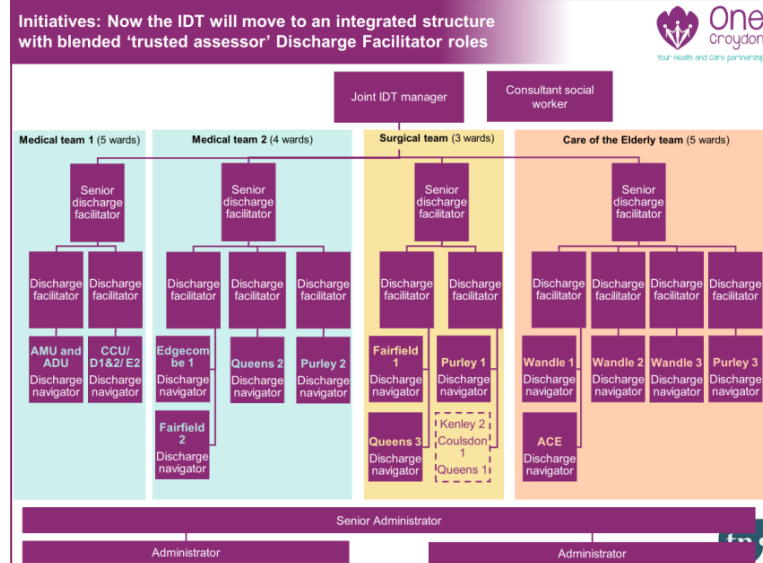 Initiatives: Now the IDT will move to an integrated structure
with blended ‘trusted assessor’ Discharge Facilitator roles
One
Croydon
Your Health and Care partnership
Joint IDT manager
Consultant social
worker
Medical team 1 (5 wards)
Medical team 2 (4 wards)
Surgical team (3 wards)
Care of the Elderly team (5 wards)
Senior
discharge
facilitator
Senior
discharge
facilitator
Senior
discharge
facilitator
Senior
discharge
facilitator
Discharge
facilitator
Discharge
facilitator
Discharge
facilitator
Discharge
facilitator
Discharge
facilitator
Discharge
facilitator
Discharge
facilitator
Discharge
facilitator
Discharge
facilitator
Discharge
facilitator
Discharge
facilitator
AMU and
ADU
Discharge
navigator
CCU/
D1&2/ E2
Discharge
navigator
Edgecom
be 1
Discharge
navigator
Queens 2
Discharge
navigator
Purley 2
Discharge
navigator
Fairfield
1
Discharge
navigator
Purley 1
Discharge
navigator
Wandle 1
Discharge
navigator
Wandle 2
Discharge
navigator
Wandle 3
Discharge
navigator
Purley 3
Discharge
navigator
Fairfield
2
Discharge
navigator
Queens 3
Discharge
navigator
Kenley 2
Coulsdon
1
Queens 1
ACE
Discharge
navigator
Senior Administrator
Administrator
Administrator